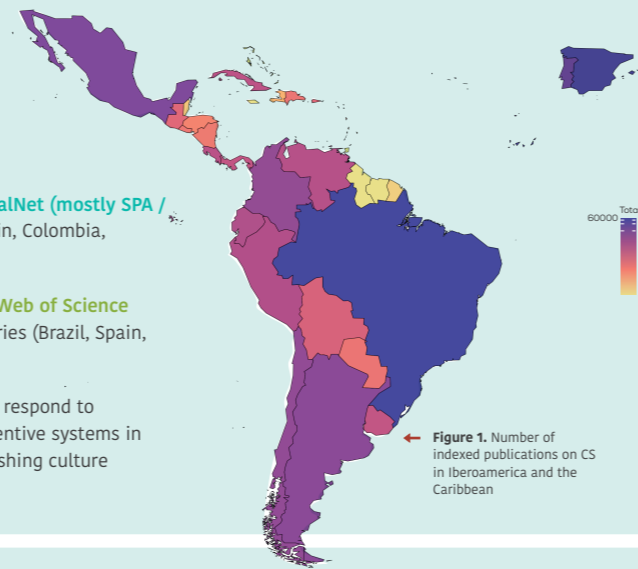 alNet (mostly SPA /
in, Colombia,
Web of Science
ries (Brazil, Spain,
respond to
entive systems in
shing culture
Tota
60000
Figure 1. Number of
indexed publications on CS
in Iberoamerica and the
Caribbean